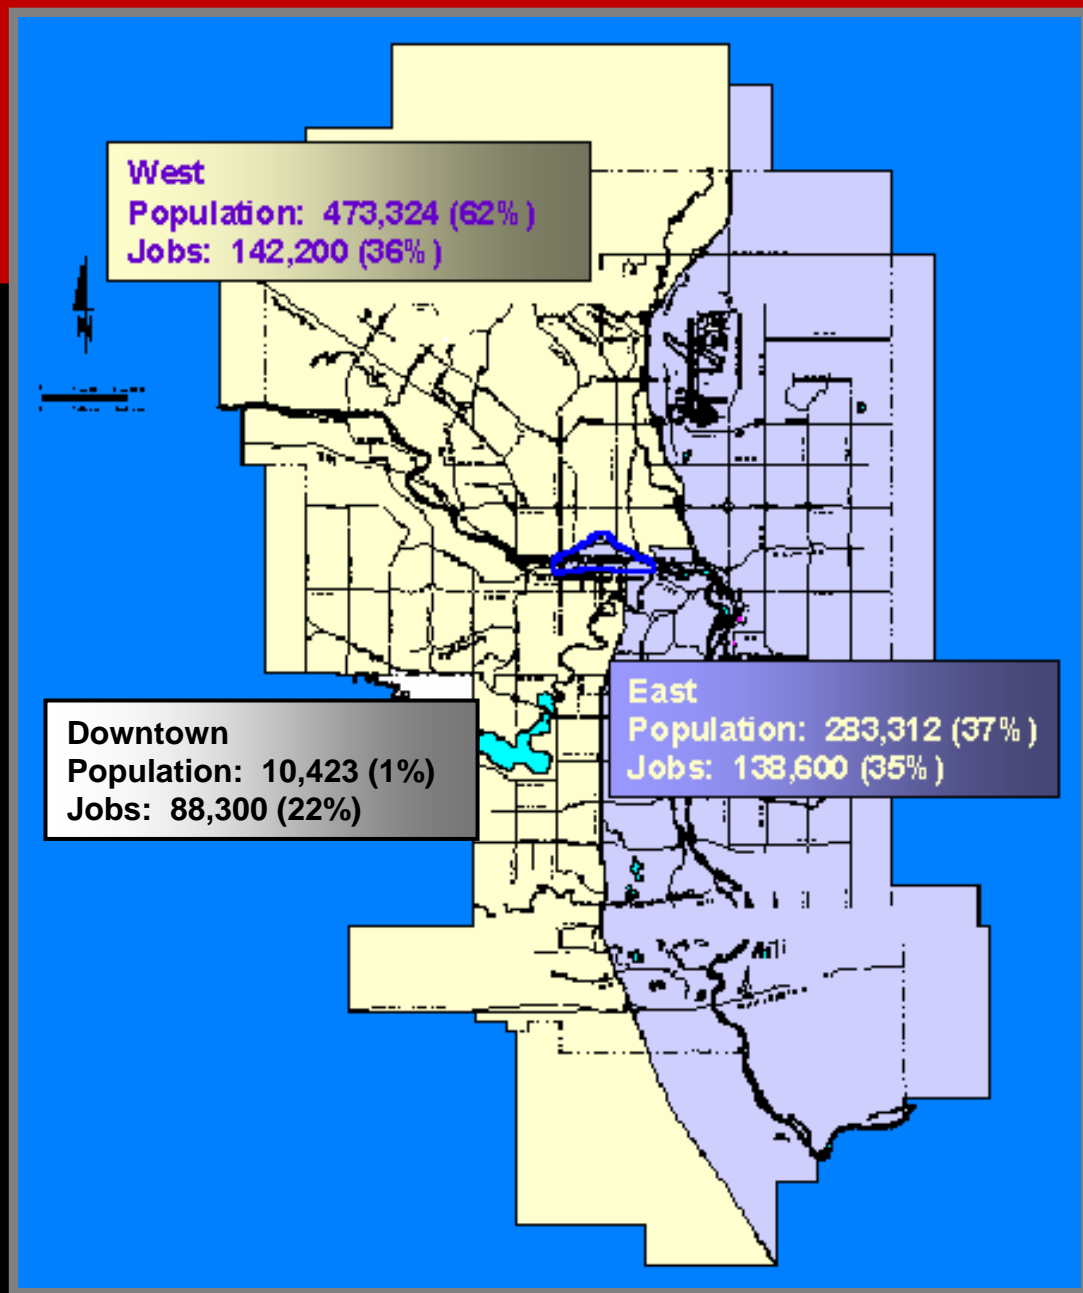 West
Population: 473,324 (62%)
Jobs: 142,200 (36%)
East
Population: 283,312 (37%)
Jobs: 138,600 (35%)
Downtown
Population: 10,423 (1%)
Jobs: 88,300 (22%)